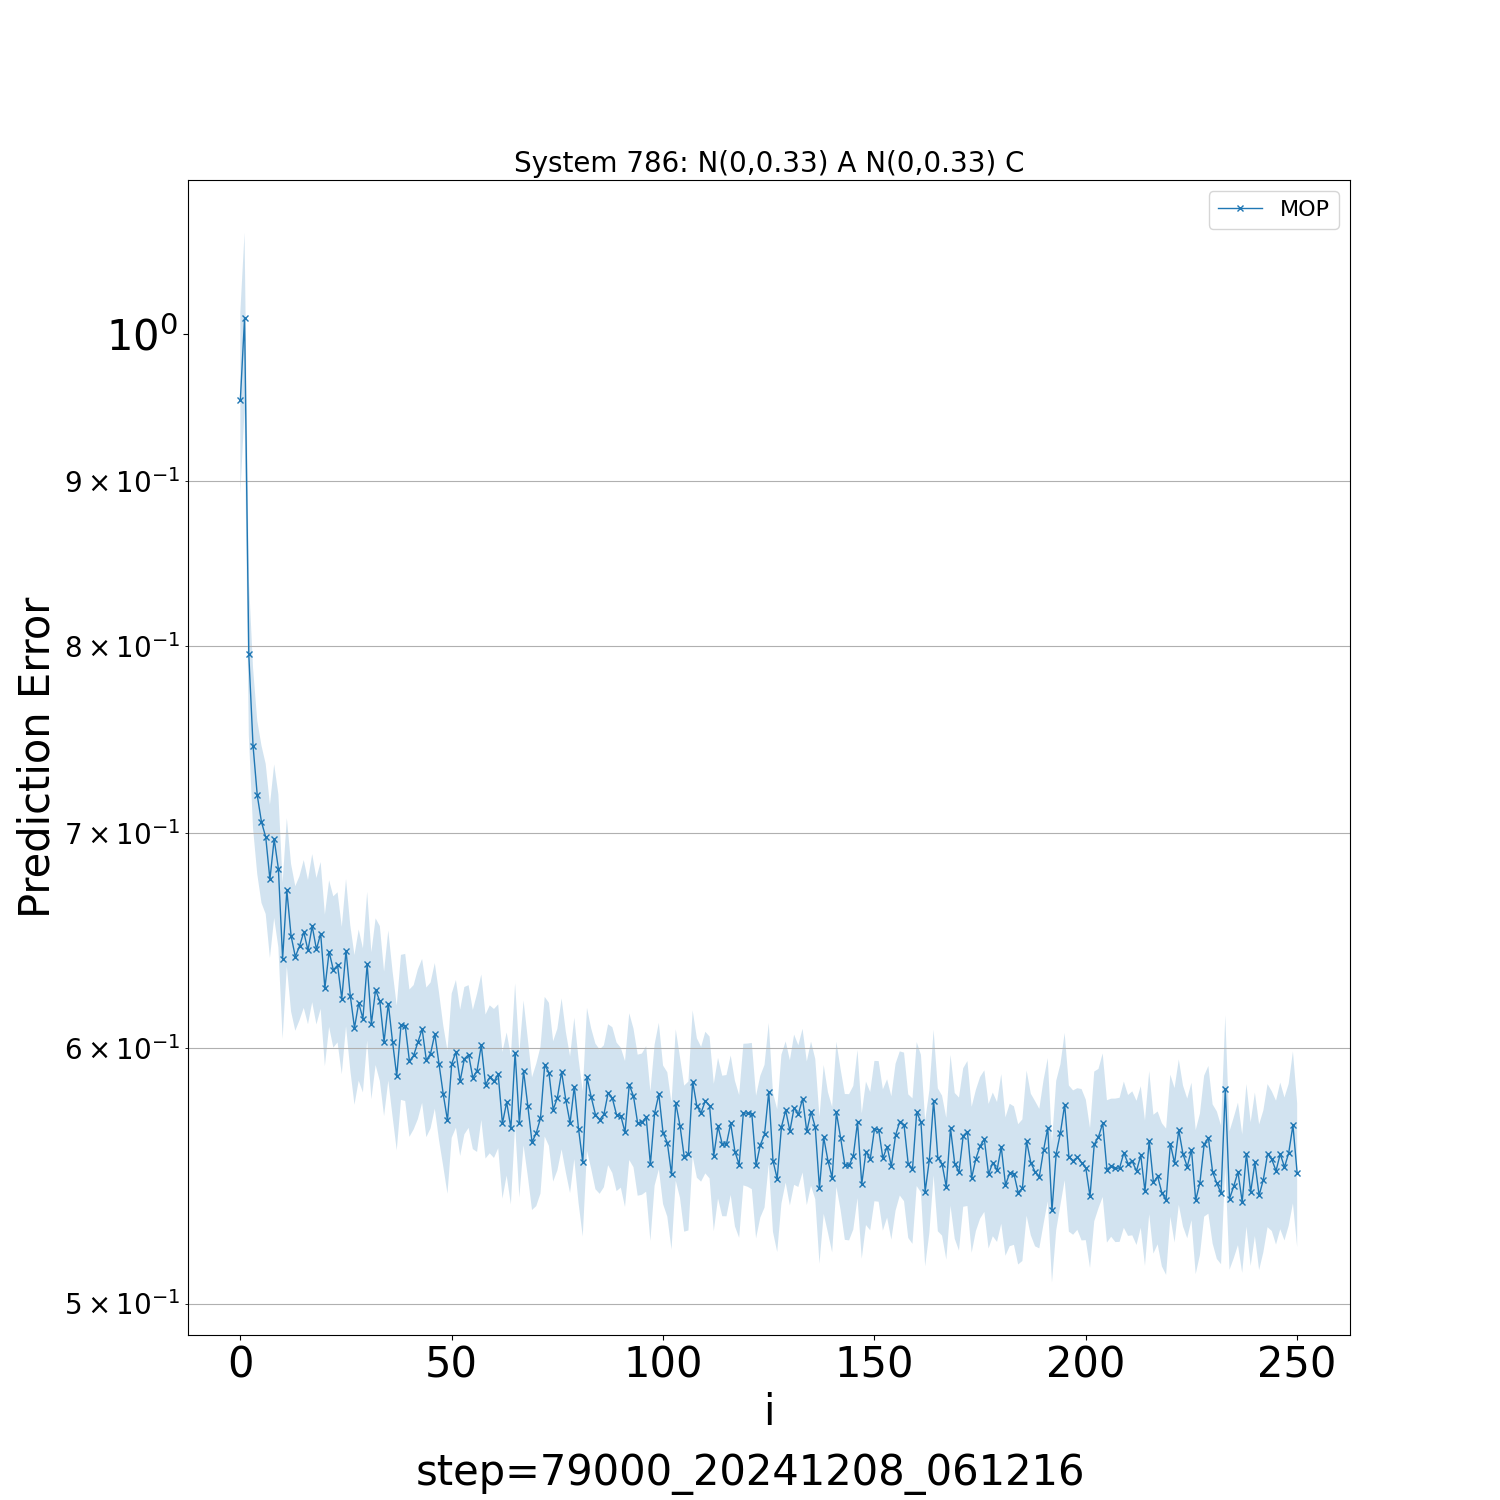 System 786: N(0,0.33) A N(0,0.33) C
MOP
10⁰
9 × 10⁻¹
8 × 10⁻¹
7 × 10⁻¹
6 × 10⁻¹
5 × 10⁻¹
Prediction Error
0 50 100 150 200 250
i
step=79000_20241208_061216